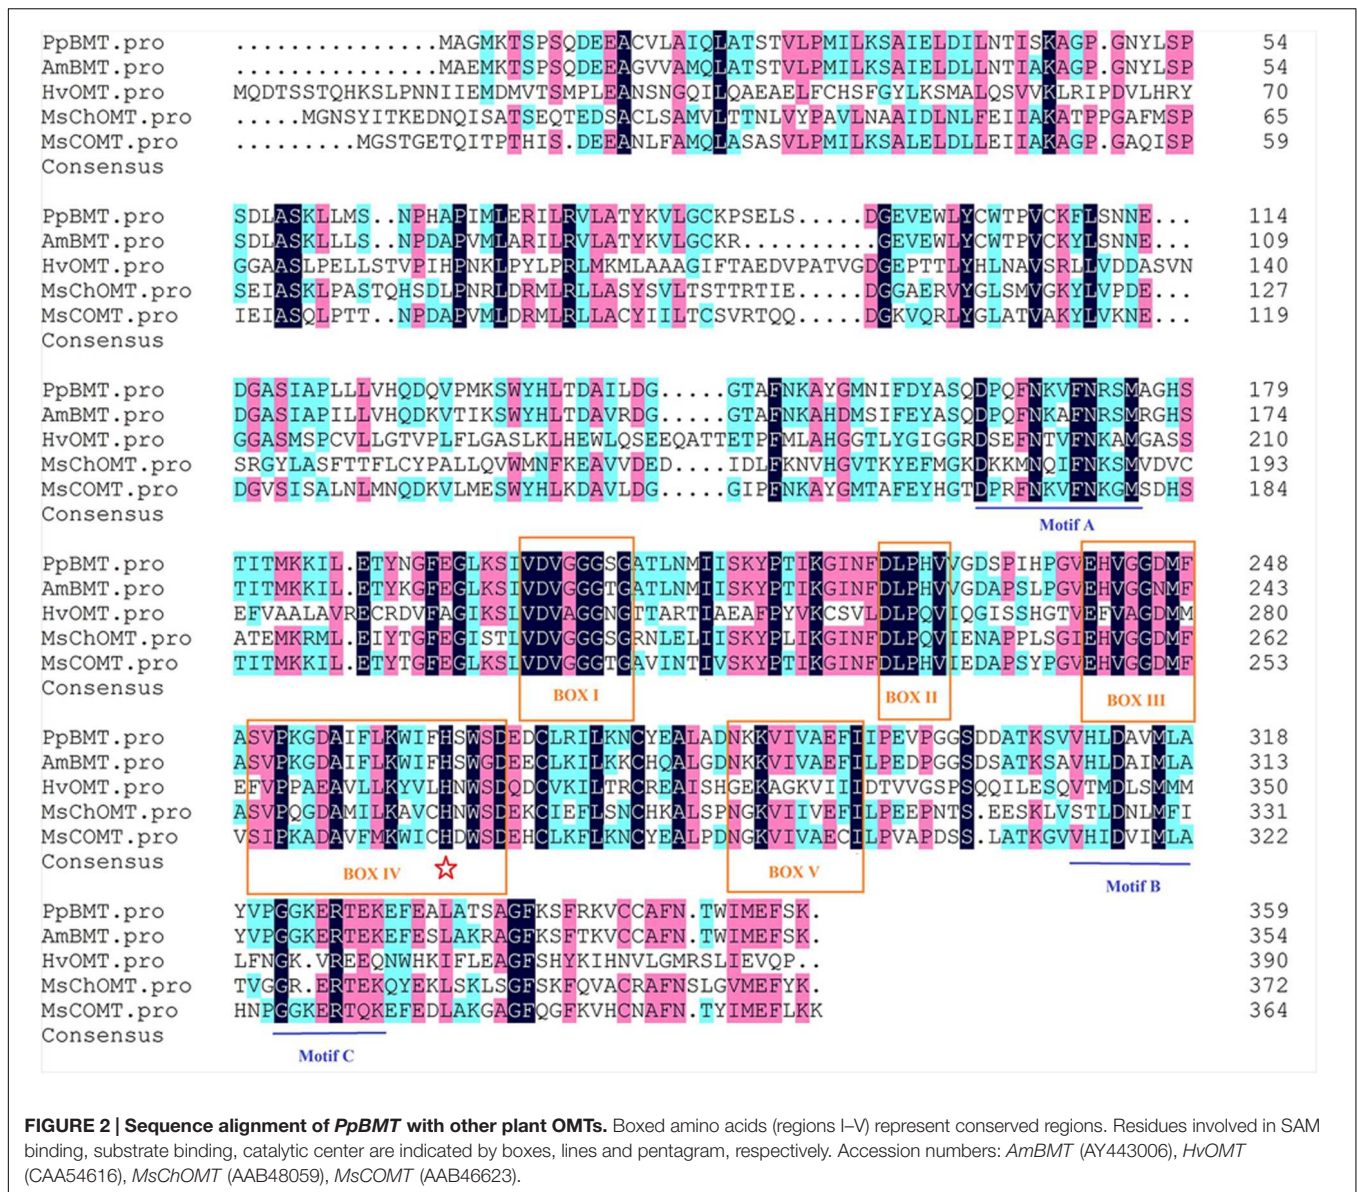 PpBMT.pro ...............MAGMKTSPSQDEEACVLAIQLATSTVLPMILKSAIELDILNTISKAGP.GNYLSP 54
AmBMT.pro ...............MAEMKTSPSQDEEAGVVAMQLATSTVLPMILKSAIELDLLNTIAKAGP.GNYLSP 54
HvOMT.pro MQDTSSTQHKSLPNNIIEMDMVTSMPLEANSNGQILQAEAELFCHSFGYLKSMALQSVVKLRIPDVLHRY 70
MsChOMT.pro .....MGNSYITKEDNQISATSEQTEDSACLSAMVLTTNLVYPAVLNAAIDLNLFEIIAKATPPGAFMSP 65
MsCOMT.pro .........MGSTGETQITPTHIS.DEEANLFAMQLASASVLPMILKSALELDLLEIIAKAGP.GAQISP 59
Consensus
PpBMT.pro SDLASKLLMS..NPHAPIMLERILRVLATYKVLGCKPSELS.....DGEVEWLYCWTPVCKFLSNNE... 114
AmBMT.pro SDLASKLLLS..NPDAPVMLARILRVLATYKVLGCKR..........GEVEWLYCWTPVCKYLSNNE... 109
HvOMT.pro GGAASLPELLSTVPIHPNKLPYLPRLMKMLAAAGIFTAEDVPATVGDGEPTTLYHLNAVSRLLVDDASVN 140
MsChOMT.pro SEIASKLPASTQHSDLPNRLDRMLRLLASYSVLTSTTRTIE.....DGGAERVYGLSMVGKYLVPDE... 127
MsCOMT.pro IEIASQLPTT..NPDAPVMLDRMLRLLACYIILTCSVRTQQ.....DGKVQRLYGLATVAKYLVKNE... 119
Consensus
PpBMT.pro DGASIAPLLLVHQDQVPMKSWYHLTDAILDG.....GTAFNKAYGMNIFDYASQDPQFNKVFNRSMAGHS 179
AmBMT.pro DGASIAPILLVHQDKVTIKSWYHLTDAVRDG.....GTAFNKAHDMSIFEYASQDPQFNKAFNRSMRGHS 174
HvOMT.pro GGASMSPCVLLGTVPLFLGASLKLHEWLQSEEQATTETPFMLAHGGTLYGIGGRDSEFNTVFNKAMGASS 210
MsChOMT.pro SRGYLASFTTFLCYPALLQVWMNFKEAVVDED....IDLFKNVHGVTKYEFMGKDKKMNQIFNKSMVDVC 193
MsCOMT.pro DGVSISALNLMNQDKVLMESWYHLKDAVLDG.....GIPFNKAYGMTAFEYHGTDPRFNKVFNKGMSDHS 184
Consensus
Motif A
PpBMT.pro TITMKKIL.ETYNGFEGLKSIVDVGGGSGATLNMIISKYPTIKGINFDLPHVVGDSPIHPGVEHVGGDMF 248
AmBMT.pro TITMKKIL.ETYKGFEGLKSIVDVGGGTGATLNMIISKYPTIKGINFDLPHVVGDAPSLPGVEHVGGNMF 243
HvOMT.pro EFVAALAVRECRDVFAGIKSLVDVAGGNGTTARTIAEAFPYVKCSVLDLPQVIQGISSHGTVEFVAGDMM 280
MsChOMT.pro ATEMKRML.EIYTGFEGISTLVDVGGGSGRNLELIISKYPLIKGINFDLPQVIENAPPLSGIEHVGGDMF 262
MsCOMT.pro TITMKKIL.ETYTGFEGLKSLVDVGGGTGAVINTIVSKYPTIKGINFDLPHVIEDAPSYPGVEHVGGDMF 253
Consensus
BOX I BOX II BOX III
PpBMT.pro ASVPKGDAIFLKWIFHSWSDEDCLRILKNCYEALADNKKVIVAEFIIPEVPGGSDDATKSVVHLDAVMLA 318
AmBMT.pro ASVPKGDAIFLKWIFHSWGDEECLKILKKCHQALGDNKKVIVAEFILPEDPGGSDSATKSAVHLDAIMLA 313
HvOMT.pro EFVPPAEAVLLKYVLHNWSDQDCVKILTRCREAISHGEKAGKVIIIDTVVGSPSQQILESQVTMDLSMMM 350
MsChOMT.pro ASVPQGDAMILKAVCHNWSDEKCIEFLSNCHKALSPNGKVIIVEFILPEEPNTS.EESKLVSTLDNLMFI 331
MsCOMT.pro VSIPKADAVFMKWICHDWSDEHCLKFLKNCYEALPDNGKVIVAECILPVAPDSS.LATKGVVHIDVIMLA 322
Consensus
BOX IV BOX V Motif B
PpBMT.pro YVPGGKERTEKEFEALATSAGFKSFRKVCCAFN.TWIMEFSK. 359
AmBMT.pro YVPGGKERTEKEFESLAKRAGFKSFTKVCCAFN.TWIMEFSK. 354
HvOMT.pro LFNGK.VREEQNWHKIFLEAGFSHYKIHNVLGMRSLIEVQP.. 390
MsChOMT.pro TVGGR.ERTEKQYEKLSKLSGFSKFQVACRAFNSLGVMEFYK. 372
MsCOMT.pro HNPGGKERTQKEFEDLAKGAGFQGFKVHCNAFN.TYIMEFLKK 364
Consensus
Motif C
FIGURE 2 | Sequence alignment of PpBMT with other plant OMTs. Boxed amino acids (regions I–V) represent conserved regions. Residues involved in SAM
binding, substrate binding, catalytic center are indicated by boxes, lines and pentagram, respectively. Accession numbers: AmBMT (AY443006), HvOMT
(CAA54616), MsChOMT (AAB48059), MsCOMT (AAB46623).